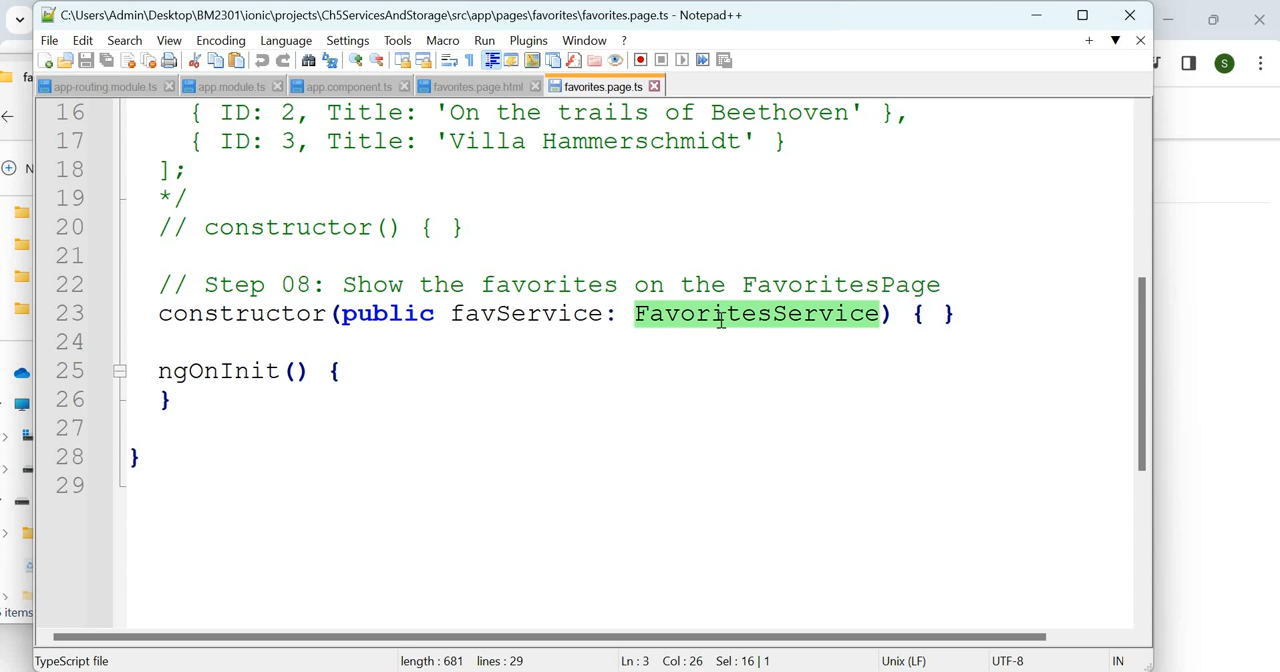 C:\Users\Admin\Desktop\BM2301\ionic\projects\Ch5ServicesAndStorage\src\app\pages\favorites\favorites.page.ts - Notepad++
File Edit Search View Encoding Language Settings Tools Macro Run Plugins Window ?
app-routing.module.ts app.module.ts app.component.ts favorites.page.html favorites.page.ts
fa
S
N
16 { ID: 2, Title: 'On the trails of Beethoven' },
17 { ID: 3, Title: 'Villa Hammerschmidt' }
18 ];
19 */
20 // constructor() { }
21
22 // Step 08: Show the favorites on the FavoritesPage
23 constructor(public favService: FavoritesService) { }
24
25 ngOnInit() {
26 }
27
28 }
29
items
TypeScript file length : 681 lines : 29 Ln : 3 Col : 26 Sel : 16 | 1 Unix (LF) UTF-8 IN